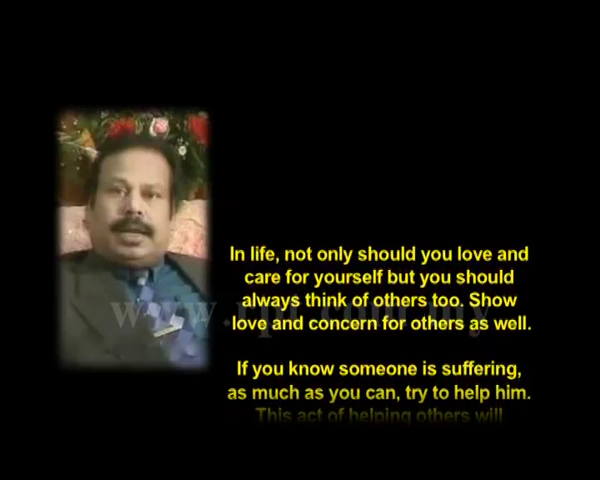 In life, not only should you love and
care for yourself but you should
always think of others too. Show
love and concern for others as well.
If you know someone is suffering,
as much as you can, try to help him.
This act of helping others will